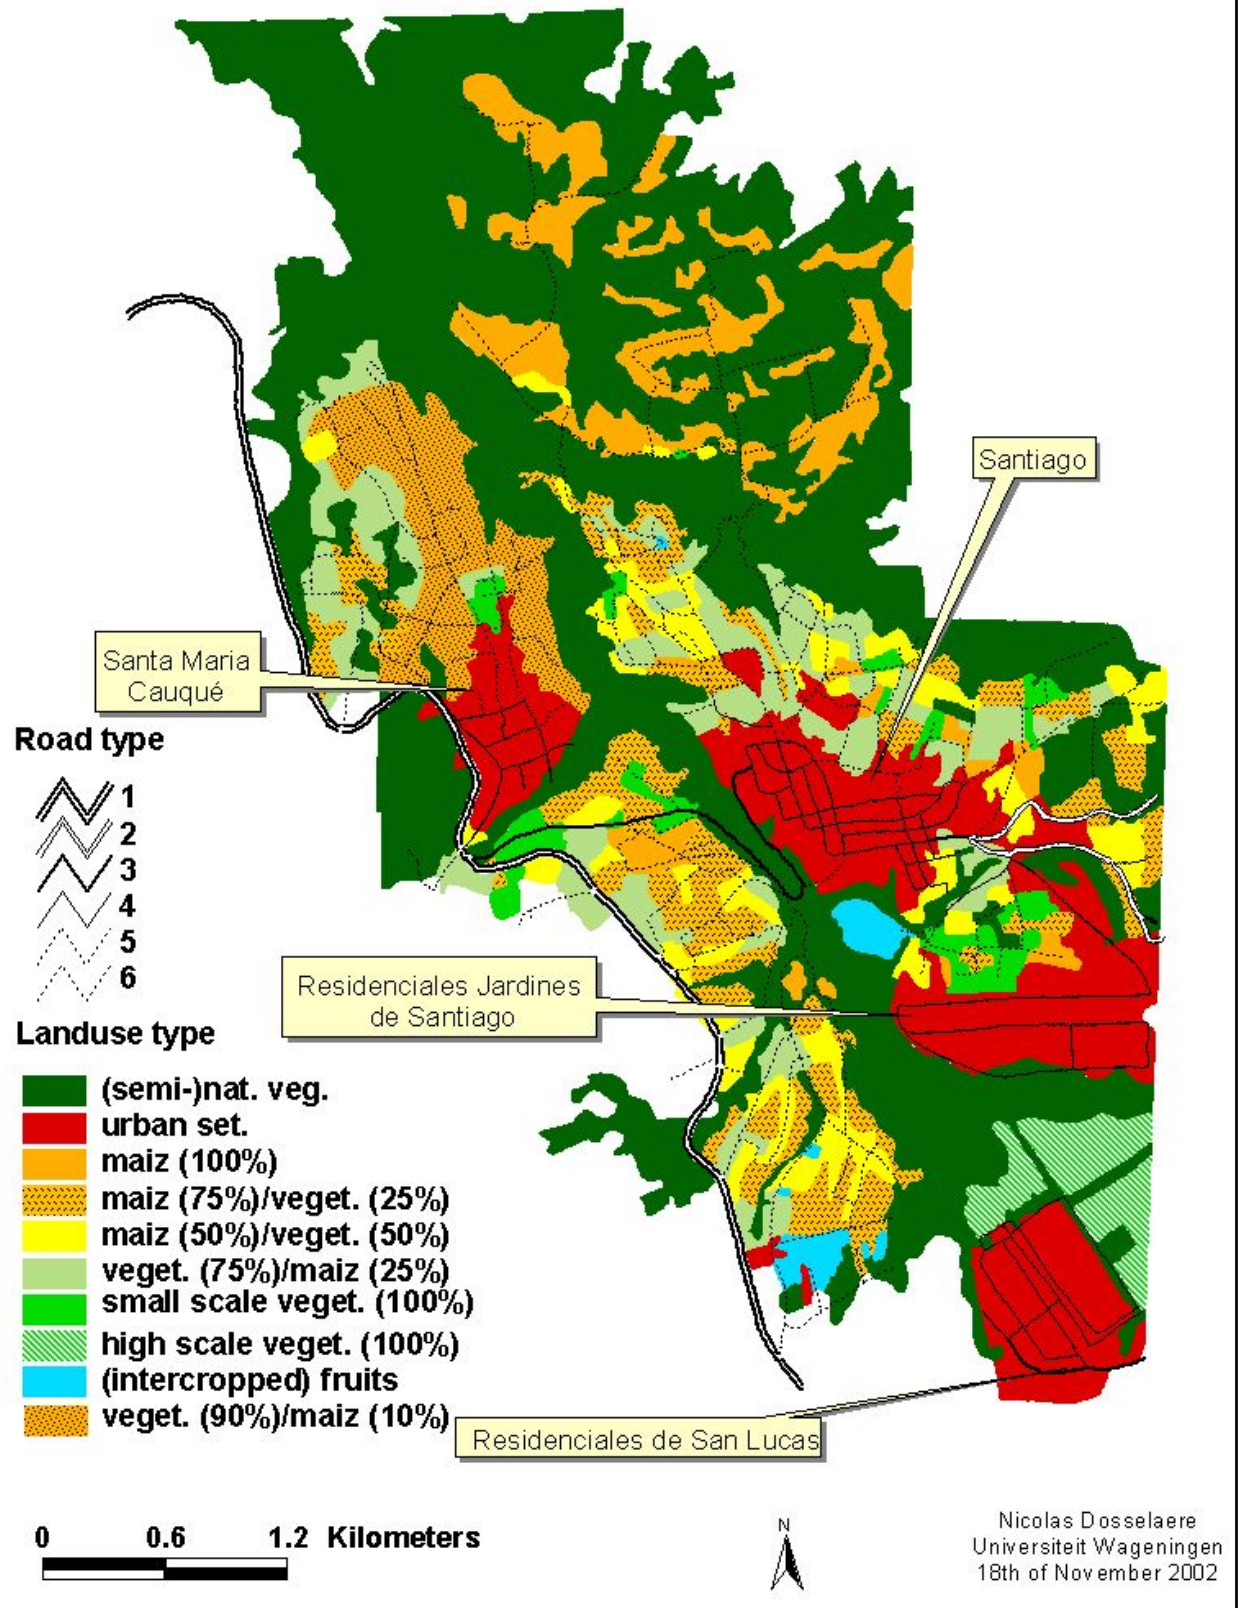 Santiago
Santa Maria
Cauqué
Road type
1
2
3
4
5
6
Residenciales Jardines
de Santiago
Landuse type
(semi-)nat. veg.
urban set.
maiz (100%)
maiz (75%)/veget. (25%)
maiz (50%)/veget. (50%)
veget. (75%)/maiz (25%)
small scale veget. (100%)
high scale veget. (100%)
(intercropped) fruits
veget. (90%)/maiz (10%)
Residenciales de San Lucas
0 0.6 1.2 Kilometers
N
Nicolas Dosselaere
Universiteit Wageningen
18th of November 2002